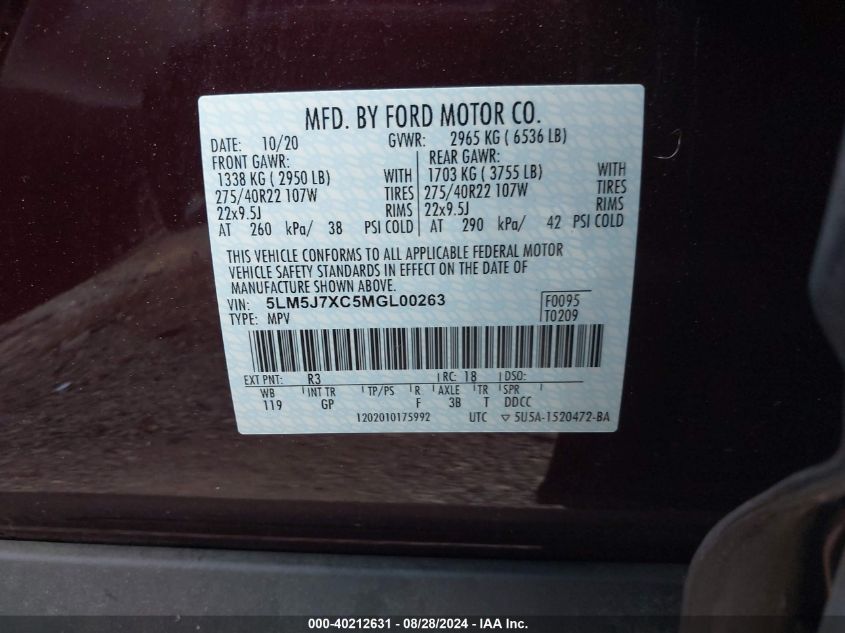 MFD. BY FORD MOTOR CO.
DATE: 10/20 GVWR: 2965 KG ( 6536 LB)
FRONT GAWR: REAR GAWR:
1338 KG ( 2950 LB) WITH 1703 KG ( 3755 LB) WITH
275/40R22 107W TIRES 275/40R22 107W TIRES
22x9.5J RIMS 22x9.5J RIMS
AT 260 kPa/ 38 PSI COLD AT 290 kPa/ 42 PSI COLD
THIS VEHICLE CONFORMS TO ALL APPLICABLE FEDERAL MOTOR
VEHICLE SAFETY STANDARDS IN EFFECT ON THE DATE OF
MANUFACTURE SHOWN ABOVE.
VIN: 5LM5J7XC5MGL00263 F0095
TYPE: MPV T0209
EXT PNT: R3 RC: 18 DSO:
WB INT TR TP/PS R AXLE TR SPR
119 GP F 3B T DDCC
1202010175992 UTC ▽ 5U5A-1520472-BA
000-40212631 - 08/28/2024 - IAA Inc.